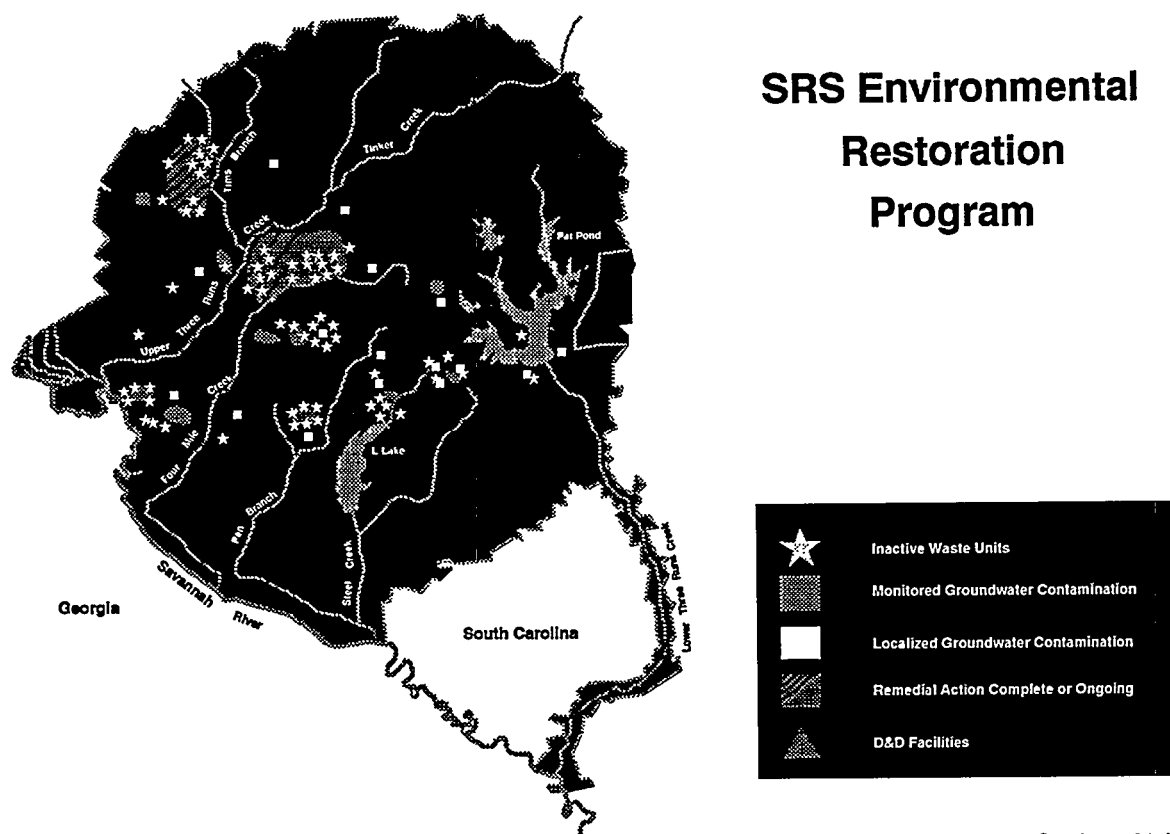 SRS Environmental
Restoration
Program
Tims Branch
Tinker Creek
Creek
Upper Three Runs
Par Pond
Four Mile Creek
Pen Branch
L Lake
Steel Creek
Savannah River
Georgia
South Carolina
Lower Three Runs Creek
Inactive Waste Units
Monitored Groundwater Contamination
Localized Groundwater Contamination
Remedial Action Complete or Ongoing
D&D Facilities